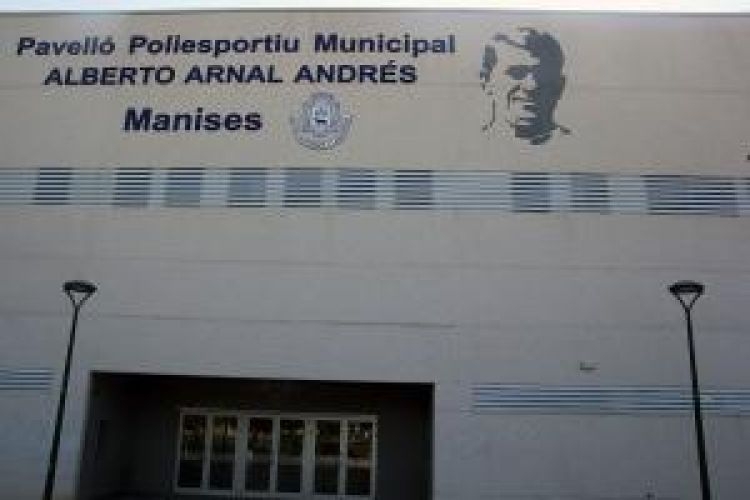 Pavelló Poliesportiu Municipal
ALBERTO ARNAL ANDRÉS
Manises